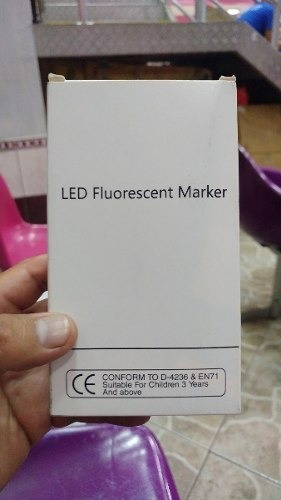 LED Fluorescent Marker
CE CONFORM TO D-4236 & EN71
Suitable For Children 3 Years
And above